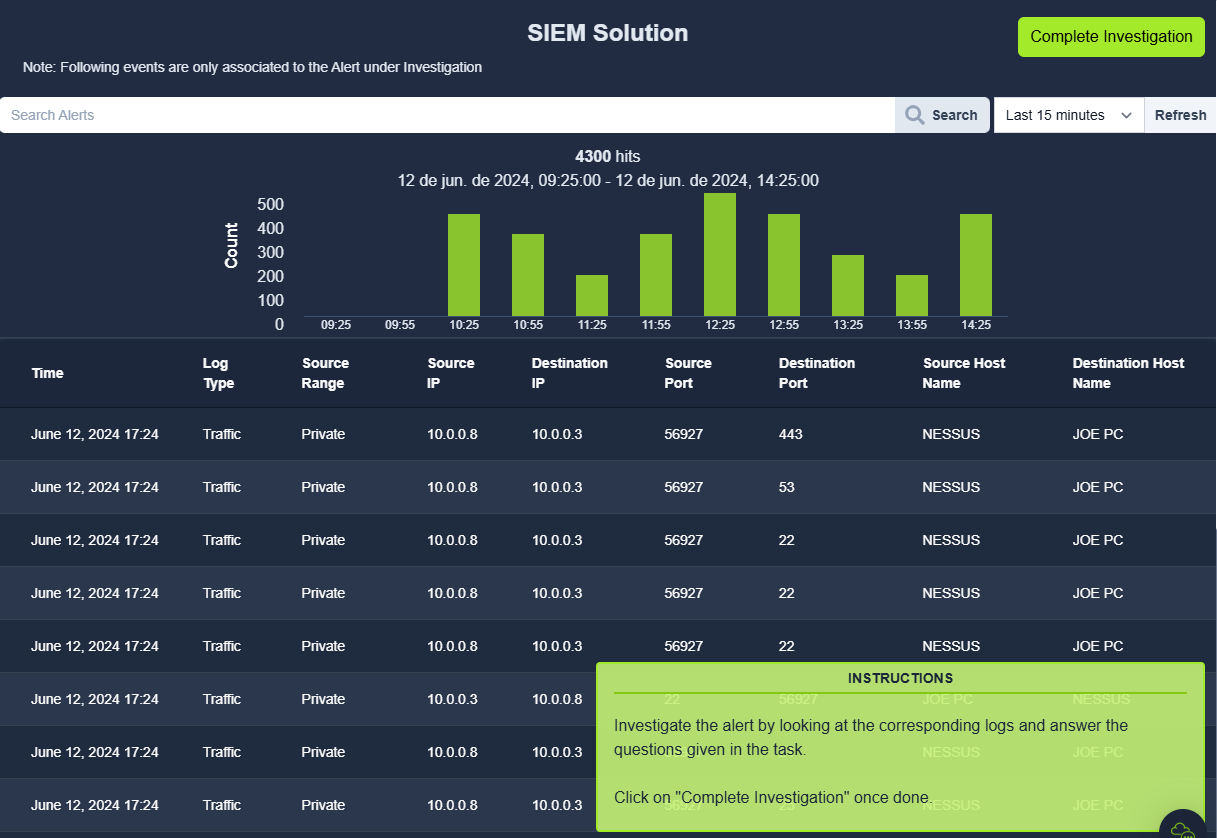 SIEM Solution
Complete Investigation
Note: Following events are only associated to the Alert under Investigation
Search Alerts
Search
Last 15 minutes
Refresh
4300 hits
12 de jun. de 2024, 09:25:00 - 12 de jun. de 2024, 14:25:00
Count
500
400
300
200
100
0
09:25 09:55 10:25 10:55 11:25 11:55 12:25 12:55 13:25 13:55 14:25
Time Log Type Source Range Source IP Destination IP Source Port Destination Port Source Host Name Destination Host Name
June 12, 2024 17:24 Traffic Private 10.0.0.8 10.0.0.3 56927 443 NESSUS JOE PC
June 12, 2024 17:24 Traffic Private 10.0.0.8 10.0.0.3 56927 53 NESSUS JOE PC
June 12, 2024 17:24 Traffic Private 10.0.0.8 10.0.0.3 56927 22 NESSUS JOE PC
June 12, 2024 17:24 Traffic Private 10.0.0.8 10.0.0.3 56927 22 NESSUS JOE PC
June 12, 2024 17:24 Traffic Private 10.0.0.8 10.0.0.3 56927 22 NESSUS JOE PC
June 12, 2024 17:24 Traffic Private 10.0.0.3 10.0.0.8 22 56927 JOE PC NESSUS
June 12, 2024 17:24 Traffic Private 10.0.0.8 10.0.0.3 NESSUS JOE PC
June 12, 2024 17:24 Traffic Private 10.0.0.8 10.0.0.3 56927 NESSUS JOE PC
INSTRUCTIONS
Investigate the alert by looking at the corresponding logs and answer the
questions given in the task.
Click on "Complete Investigation" once done.